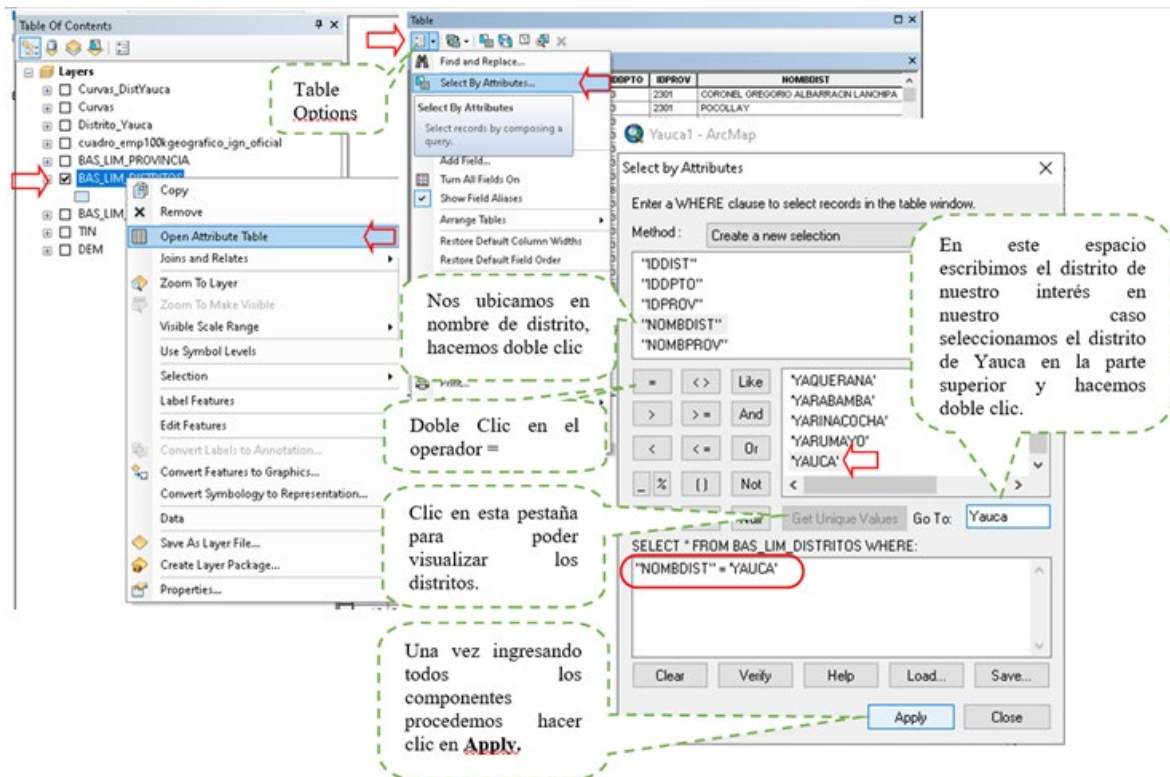 Table Of Contents
Layers
Curvas_DistYauca
Curvas
Distrito_Yauca
cuadro_emp100kgeografico_ign_oficial
BAS_LIM_PROVINCIA
BAS_LIM_DISTRITOS
BAS_LIM_
TIN
DEM
Copy
Remove
Open Attribute Table
Joins and Relates
Zoom To Layer
Zoom To Make Visible
Visible Scale Range
Use Symbol Levels
Selection
Label Features
Edit Features
Convert Labels to Annotation...
Convert Features to Graphics...
Convert Symbology to Representation...
Data
Save As Layer File...
Create Layer Package...
Properties...
Table
Options
Table
Find and Replace...
Select By Attributes...
Select By Attributes
Select records by composing a
query.
Add Field...
Turn All Fields On
Show Field Aliases
Arrange Tables
Restore Default Column Widths
Restore Default Field Order
Print...
IDDPTO IDPROV NOMBDIST
2301 CORONEL GREGORIO ALBARRACIN LANCHIPA
2301 POCOLLAY
Nos ubicamos en
nombre de distrito,
hacemos doble clic
Doble Clic en el
operador =
Clic en esta pestaña
para poder
visualizar los
distritos.
Una vez ingresando
todos los
componentes
procedemos hacer
clic en Apply.
Yauca1 - ArcMap
Select by Attributes
Enter a WHERE clause to select records in the table window.
Method : Create a new selection
"IDDIST"
"IDDPTO"
"IDPROV"
"NOMBDIST"
"NOMBPROV"
= <> Like
> >= And
< <= Or
_ % () Not
Null
'YAQUERANA'
'YARABAMBA'
'YARINACOCHA'
'YARUMAYO'
'YAUCA'
Get Unique Values Go To: Yauca
SELECT * FROM BAS_LIM_DISTRITOS WHERE:
"NOMBDIST" = 'YAUCA'
Clear Verify Help Load... Save...
Apply Close
En este espacio
escribimos el distrito de
nuestro interés en
nuestro caso
seleccionamos el distrito
de Yauca en la parte
superior y hacemos
doble clic.